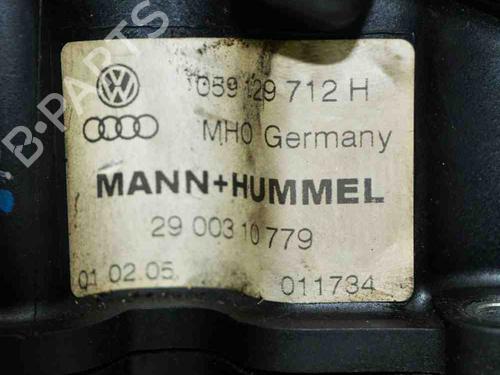 059 129 712 H
MH0 Germany
MANN+HUMMEL
29 003 10 779
01 02 05
011734
B-PARTS